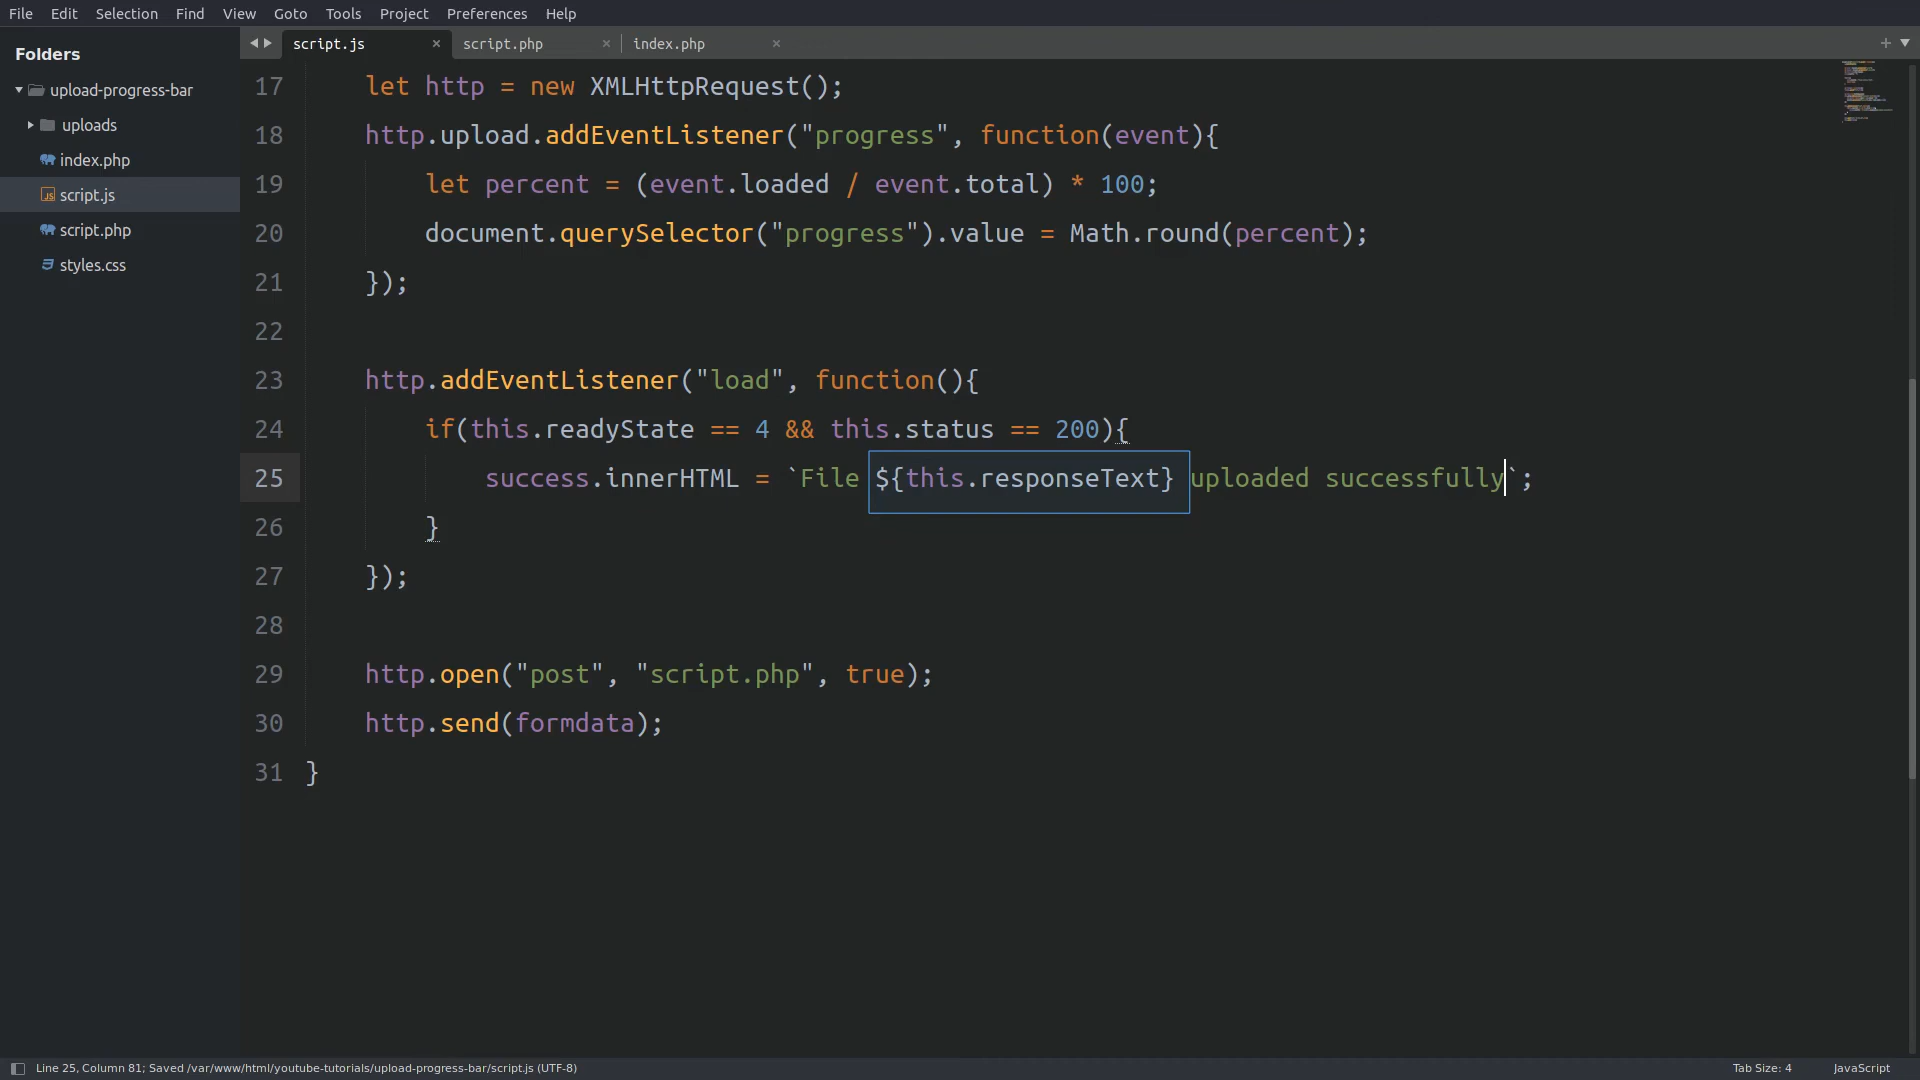 File Edit Selection Find View Goto Tools Project Preferences Help
Folders
upload-progress-bar
uploads
index.php
script.js
script.php
styles.css
script.js × script.php × index.php ×
17 let http = new XMLHttpRequest();
18 http.upload.addEventListener("progress", function(event){
19 let percent = (event.loaded / event.total) * 100;
20 document.querySelector("progress").value = Math.round(percent);
21 });
22
23 http.addEventListener("load", function(){
24 if(this.readyState == 4 && this.status == 200){
25 success.innerHTML = `File ${this.responseText} uploaded successfully`;
26 }
27 });
28
29 http.open("post", "script.php", true);
30 http.send(formdata);
31 }
Line 25, Column 81; Saved /var/www/html/youtube-tutorials/upload-progress-bar/script.js (UTF-8) Tab Size: 4 JavaScript